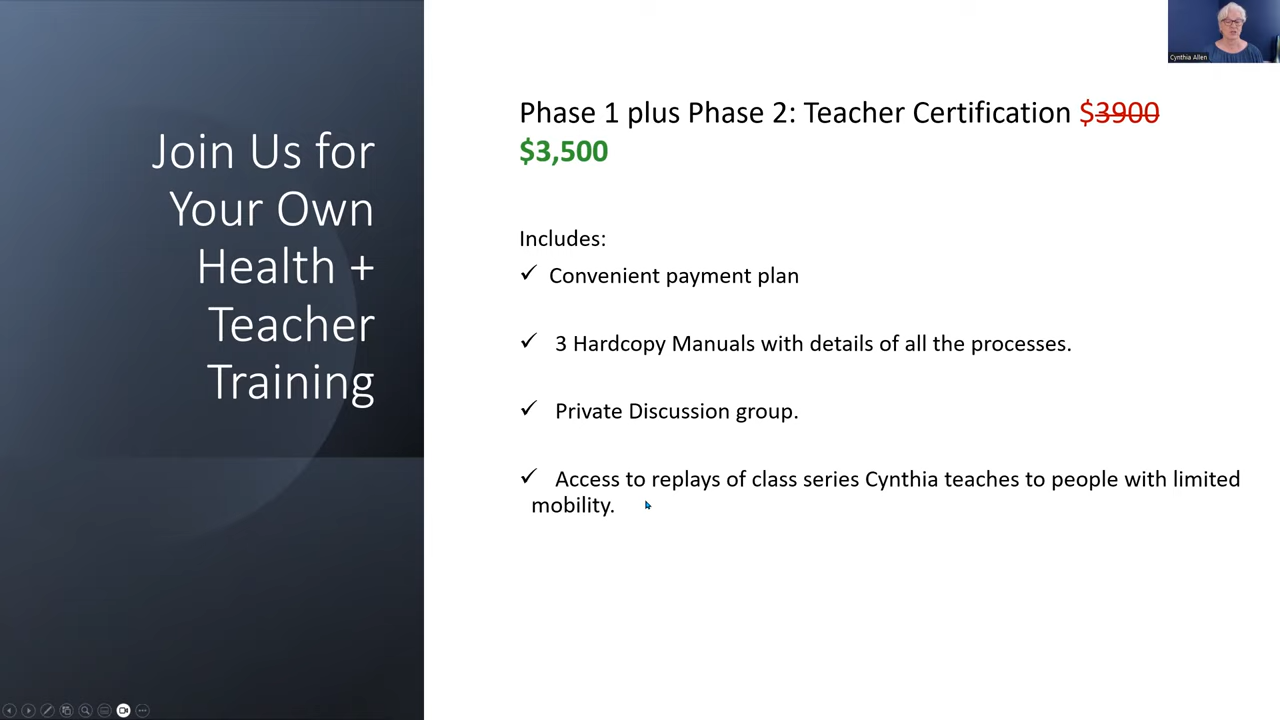 Join Us for
Your Own
Health +
Teacher
Training
Phase 1 plus Phase 2: Teacher Certification $3900
$3,500
Includes:
✓ Convenient payment plan
✓ 3 Hardcopy Manuals with details of all the processes.
✓ Private Discussion group.
✓ Access to replays of class series Cynthia teaches to people with limited
mobility.
Cynthia Allen